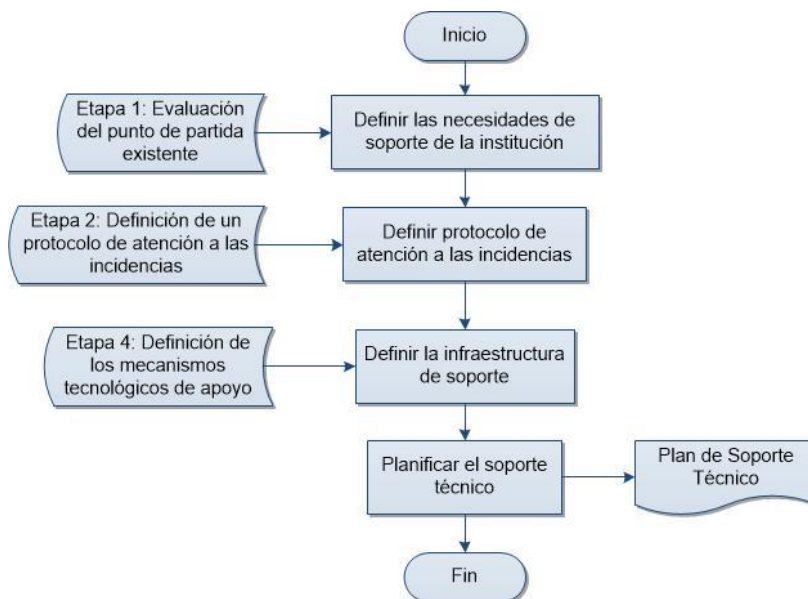 Inicio
Etapa 1: Evaluación
del punto de partida
existente
Definir las necesidades de
soporte de la institución
Etapa 2: Definición de un
protocolo de atención a las
incidencias
Definir protocolo de
atención a las incidencias
Etapa 4: Definición de
los mecanismos
tecnológicos de apoyo
Definir la infraestructura
de soporte
Planificar el soporte
técnico
Plan de Soporte
Técnico
Fin